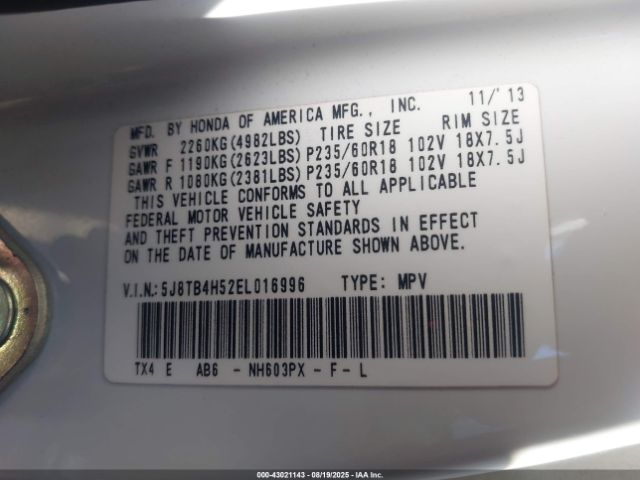 MFD. BY HONDA OF AMERICA MFG., INC. 11/'13
GVWR 2260KG(4982LBS) TIRE SIZE RIM SIZE
GAWR F 1190KG(2623LBS)P235/60R18 102V 18X7.5J
GAWR R 1080KG(2381LBS)P235/60R18 102V 18X7.5J
THIS VEHICLE CONFORMS TO ALL APPLICABLE
FEDERAL MOTOR VEHICLE SAFETY
AND THEFT PREVENTION STANDARDS IN EFFECT
ON THE DATE OF MANUFACTURE SHOWN ABOVE.
V.I.N.:5J8TB4H52EL016996 TYPE: MPV
TX4 E AB6 - NH603PX - F - L
000-43021143 - 08/19/2025 - IAA Corp.